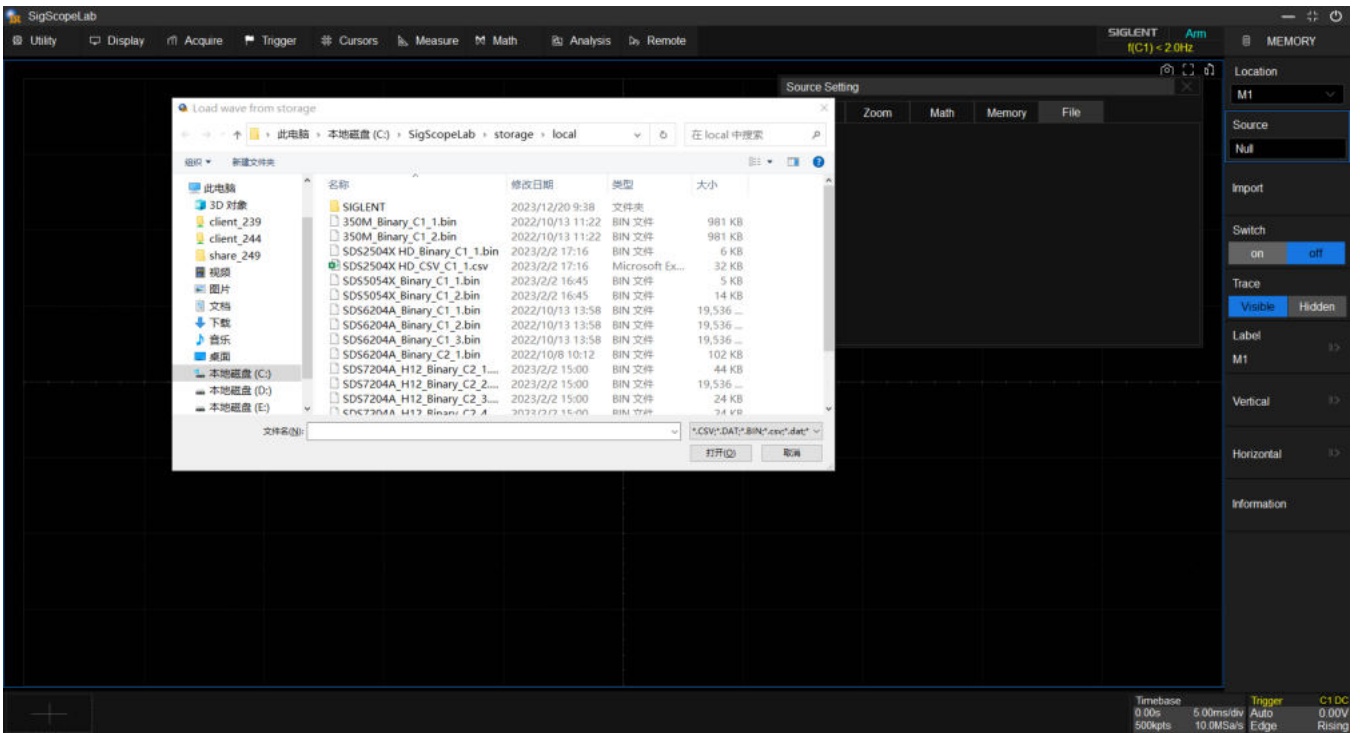 SigScopeLab
Utility Display Acquire Trigger Cursors Measure Math Analysis Remote
SIGLENT Arm
f(C1) < 2.0Hz
MEMORY
Source Setting
Zoom Math Memory File
Load wave from storage
此电脑 › 本地磁盘 (C:) › SigScopeLab › storage › local
在 local 中搜索
组织 新建文件夹
此电脑
3D 对象
client_239
client_244
share_249
视频
图片
文档
下载
音乐
桌面
本地磁盘 (C:)
本地磁盘 (D:)
本地磁盘 (E:)
名称 修改日期 类型 大小
SIGLENT 2023/12/20 9:38 文件夹
350M_Binary_C1_1.bin 2022/10/13 11:22 BIN 文件 981 KB
350M_Binary_C1_2.bin 2022/10/13 11:22 BIN 文件 981 KB
SDS2504X HD_Binary_C1_1.bin 2023/2/2 17:16 BIN 文件 6 KB
SDS2504X HD_CSV_C1_1.csv 2023/2/2 17:16 Microsoft Ex... 32 KB
SDS5054X_Binary_C1_1.bin 2023/2/2 16:45 BIN 文件 5 KB
SDS5054X_Binary_C1_2.bin 2023/2/2 16:45 BIN 文件 14 KB
SDS6204A_Binary_C1_1.bin 2022/10/13 13:58 BIN 文件 19,536 ...
SDS6204A_Binary_C1_2.bin 2022/10/13 13:58 BIN 文件 19,536 ...
SDS6204A_Binary_C1_3.bin 2022/10/13 13:58 BIN 文件 19,536 ...
SDS6204A_Binary_C2_1.bin 2022/10/8 10:12 BIN 文件 102 KB
SDS7204A_H12_Binary_C2_1.... 2023/2/2 15:00 BIN 文件 44 KB
SDS7204A_H12_Binary_C2_2.... 2023/2/2 15:00 BIN 文件 19,536 ...
SDS7204A_H12_Binary_C2_3.... 2023/2/2 15:00 BIN 文件 24 KB
SDS7204A_H12_Binary_C2_4 2023/2/2 15:00 BIN 文件 24 KB
文件名(N):
*.CSV;*.DAT;*.BIN;*.csv;*.dat;*
打开(O) 取消
Location
M1
Source
Null
Import
Switch
on off
Trace
Visible Hidden
Label
M1
Vertical
Horizontal
Information
Timebase
0.00s 5.00ms/div
500kpts 10.0MSa/s
Trigger C1 DC
Auto 0.00V
Edge Rising